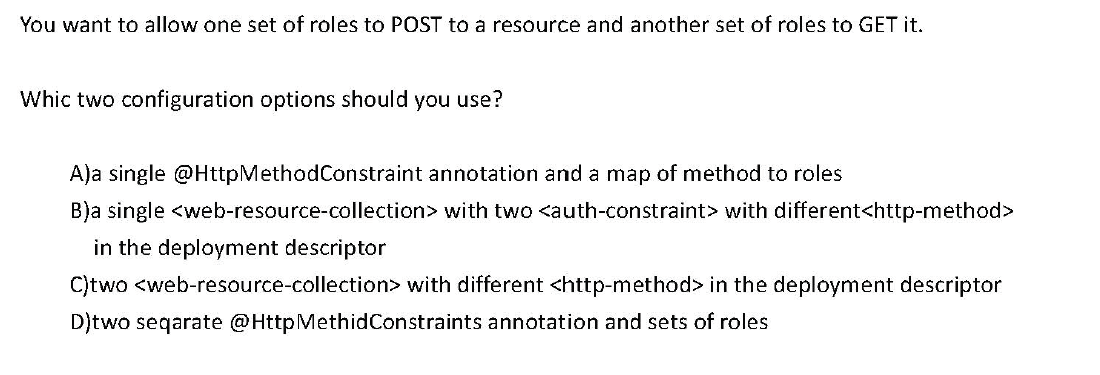 You want to allow one set of roles to POST to a resource and another set of roles to GET it.
Whic two configuration options should you use?
A)a single @HttpMethodConstraint annotation and a map of method to roles
B)a single <web-resource-collection> with two <auth-constraint> with different<http-method>
in the deployment descriptor
C)two <web-resource-collection> with different <http-method> in the deployment descriptor
D)two seqarate @HttpMethidConstraints annotation and sets of roles